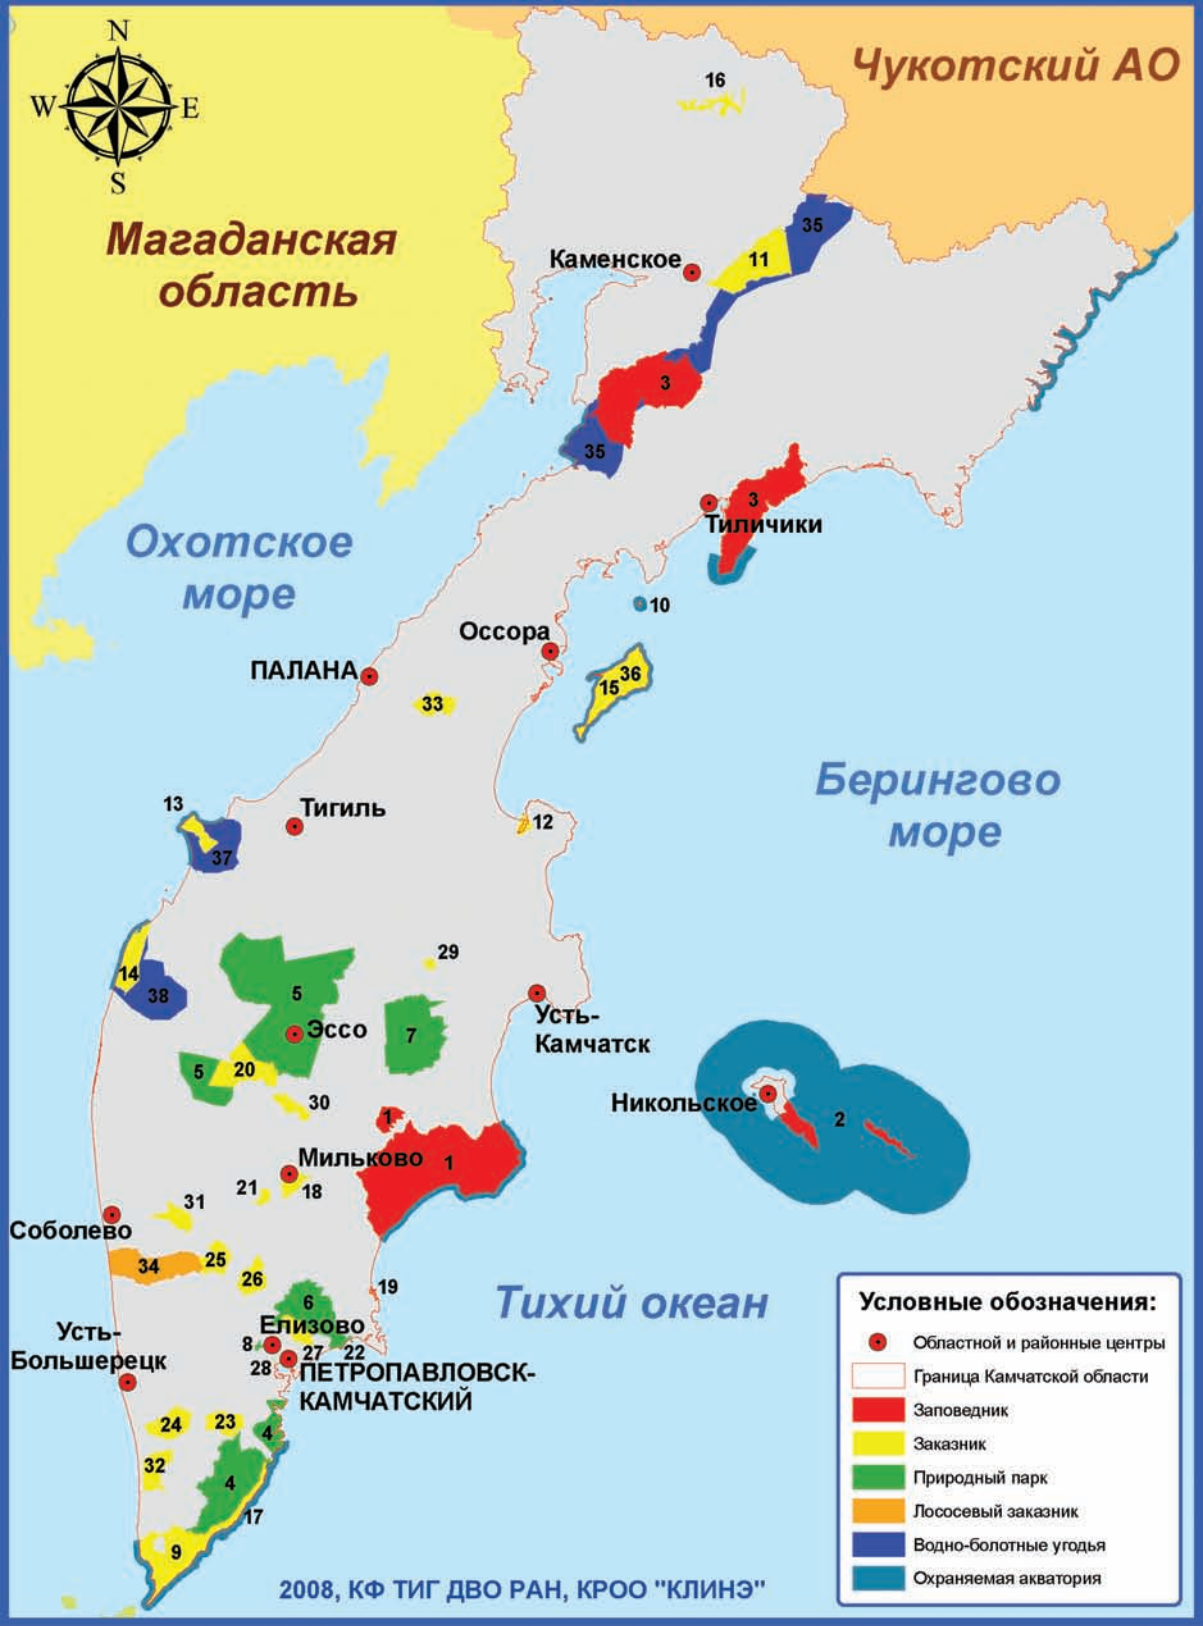 N
W
E
S
Чукотский АО
16
Магаданская
область
35
11
Каменское
3
35
3
Тиличики
Охотское
море
10
Оссора
ПАЛАНА
36
15
33
Берингово
море
13
Тигиль
12
37
29
14
38
5
Усть-
Камчатск
Эссо
7
5
20
30
Никольское
2
1
Мильково
1
21
18
31
Соболево
34
25
26
19
Тихий океан
6
Елизово
Усть-
Большерецк
8
27
22
28
ПЕТРОПАВЛОВСК-
КАМЧАТСКИЙ
24
23
4
32
4
17
9
2008, КФ ТИГ ДВО РАН, КРОО "КЛИНЭ"
Условные обозначения:
Областной и районные центры
Граница Камчатской области
Заповедник
Заказник
Природный парк
Лососевый заказник
Водно-болотные угодья
Охраняемая акватория